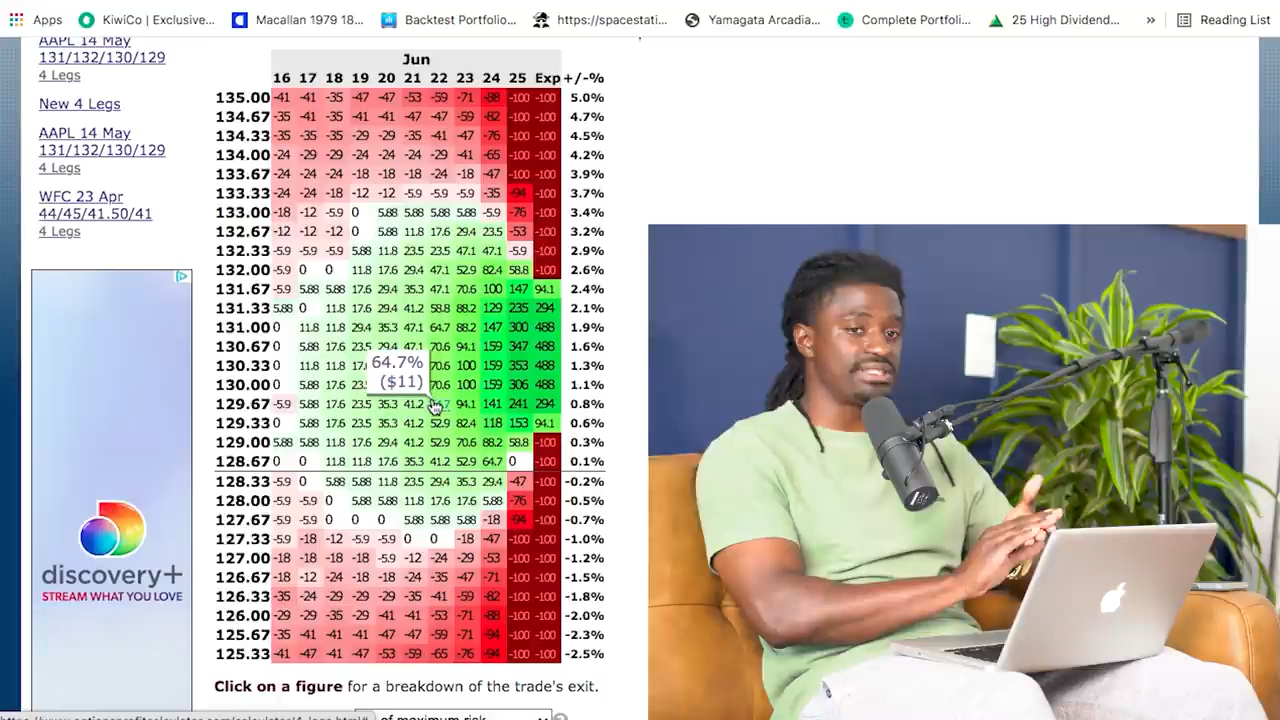 Apps KiwiCo | Exclusive... Macallan 1979 18... Backtest Portfolio... https://spacestati... Yamagata Arcadia... Complete Portfoli... 25 High Dividend... » Reading List
AAPL 14 May
131/132/130/129
4 Legs
New 4 Legs
AAPL 14 May
131/132/130/129
4 Legs
WFC 23 Apr
44/45/41.50/41
4 Legs
discovery+
STREAM WHAT YOU LOVE
Jun
16 17 18 19 20 21 22 23 24 25 Exp +/-%
135.00 -41 -41 -35 -47 -47 -53 -59 -71 -88 -100 -100 5.0%
134.67 -35 -41 -35 -41 -41 -47 -47 -59 -82 -100 -100 4.7%
134.33 -35 -35 -35 -29 -29 -35 -41 -47 -76 -100 -100 4.5%
134.00 -24 -29 -29 -24 -24 -24 -29 -41 -65 -100 -100 4.2%
133.67 -24 -24 -24 -18 -18 -18 -24 -18 -47 -100 -100 3.9%
133.33 -24 -24 -18 -12 -12 -5.9 -5.9 -5.9 -35 -94 -100 3.7%
133.00 -18 -12 -5.9 0 5.88 5.88 5.88 5.88 -5.9 -76 -100 3.4%
132.67 -12 -12 -12 0 5.88 11.8 17.6 29.4 23.5 -53 -100 3.2%
132.33 -5.9 -5.9 -5.9 5.88 11.8 23.5 23.5 47.1 47.1 -5.9 -100 2.9%
132.00 -5.9 0 0 11.8 17.6 29.4 47.1 52.9 82.4 58.8 -100 2.6%
131.67 -5.9 5.88 5.88 17.6 29.4 35.3 47.1 70.6 100 147 94.1 2.4%
131.33 5.88 0 11.8 17.6 29.4 41.2 58.8 88.2 129 235 294 2.1%
131.00 0 11.8 11.8 29.4 35.3 47.1 64.7 88.2 147 300 488 1.9%
130.67 0 11.8 17.6 23.5 29.4 47.1 70.6 94.1 159 347 488 1.6%
130.33 0 11.8 11.8 70.6 100 159 353 488 1.3%
130.00 0 5.88 17.6 70.6 100 159 306 488 1.1%
64.7%
($11)
129.67 -5.9 5.88 17.6 23.5 35.3 41.2 94.1 141 241 294 0.8%
129.33 0 5.88 17.6 23.5 35.3 41.2 52.9 82.4 118 153 94.1 0.6%
129.00 5.88 5.88 11.8 17.6 29.4 41.2 52.9 70.6 88.2 58.8 -100 0.3%
128.67 0 0 11.8 11.8 17.6 35.3 41.2 52.9 64.7 0 -100 0.1%
128.33 -5.9 0 5.88 5.88 11.8 23.5 29.4 35.3 29.4 -47 -100 -0.2%
128.00 -5.9 -5.9 0 5.88 5.88 11.8 17.6 17.6 5.88 -76 -100 -0.5%
127.67 -5.9 -5.9 0 0 0 5.88 5.88 5.88 -18 -94 -100 -0.7%
127.33 -5.9 -18 -12 -5.9 -5.9 0 0 -18 -47 -100 -100 -1.0%
127.00 -18 -18 -18 -18 -5.9 -12 -24 -29 -53 -100 -100 -1.2%
126.67 -18 -12 -24 -18 -18 -24 -35 -47 -71 -100 -100 -1.5%
126.33 -35 -24 -29 -29 -29 -35 -41 -59 -82 -100 -100 -1.8%
126.00 -29 -29 -35 -29 -41 -41 -53 -71 -88 -100 -100 -2.0%
125.67 -35 -41 -41 -41 -47 -47 -59 -71 -94 -100 -100 -2.3%
125.33 -41 -47 -41 -47 -53 -59 -65 -76 -94 -100 -100 -2.5%
Click on a figure for a breakdown of the trade's exit.
of maximum risk